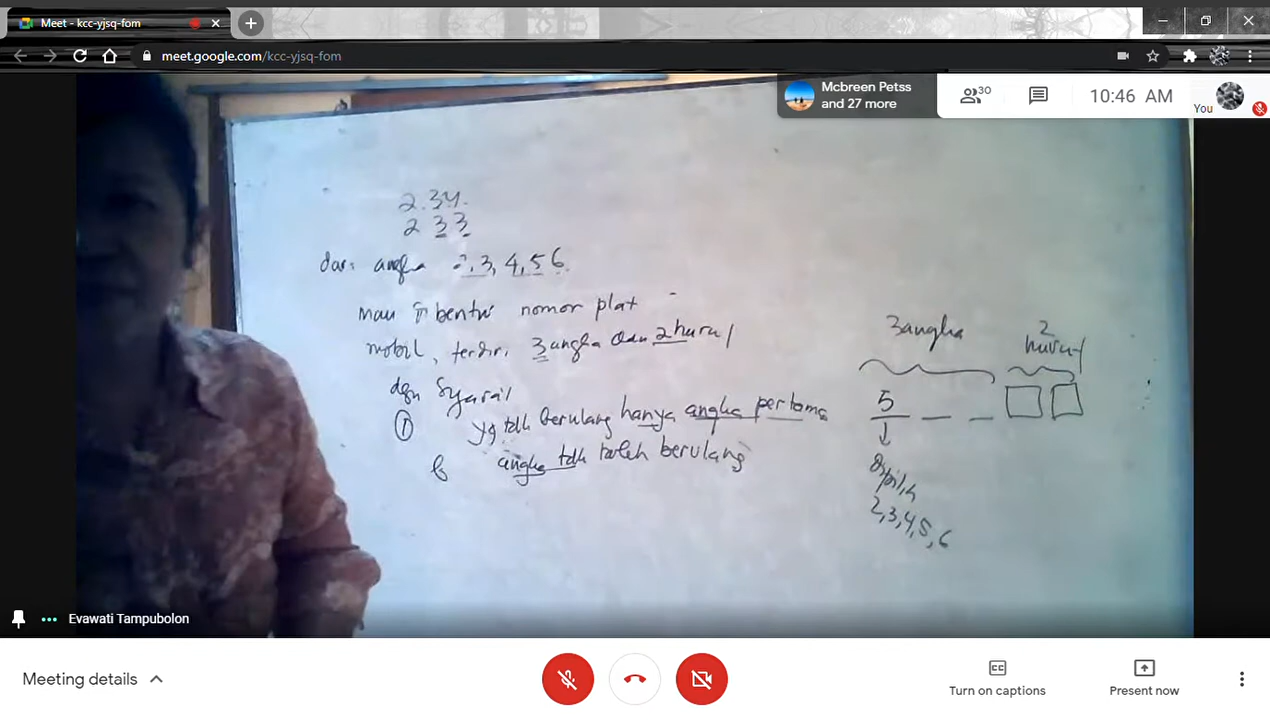 Meet - kcc-yjsq-fom
meet.google.com/kcc-yjsq-fom
Mcbreen Petss
and 27 more
30
10:46 AM
You
2.34.
2 3 3
dari angka 2,3,4,5 6
mau bentu nomor plat
mobil, terdiri 3 angka dan 2 huruf
dgn Syarat
1 yg tdk berulang hanya angka pertama
b angka tdk boleh berulang
3 angka
2
huruf
5
dipilih
2,3,4,5,6
Evawati Tampubolon
Meeting details
Turn on captions
Present now